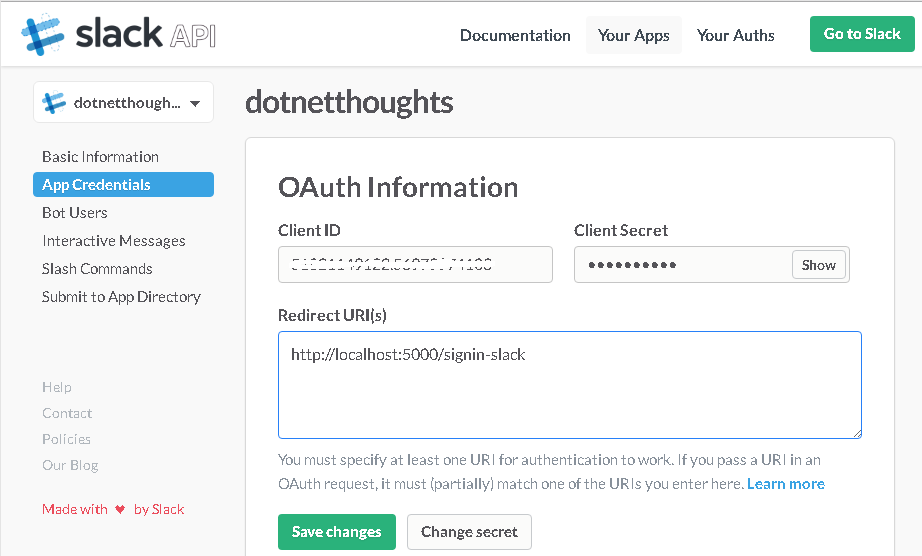 slack API
Documentation
Your Apps
Your Auths
Go to Slack
dotnetthough...
Basic Information
App Credentials
Bot Users
Interactive Messages
Slash Commands
Submit to App Directory
Help
Contact
Policies
Our Blog
Made with ♥ by Slack
dotnetthoughts
OAuth Information
Client ID
Client Secret
••••••••••
Show
Redirect URI(s)
http://localhost:5000/signin-slack
You must specify at least one URI for authentication to work. If you pass a URI in an
OAuth request, it must (partially) match one of the URIs you enter here. Learn more
Save changes
Change secret